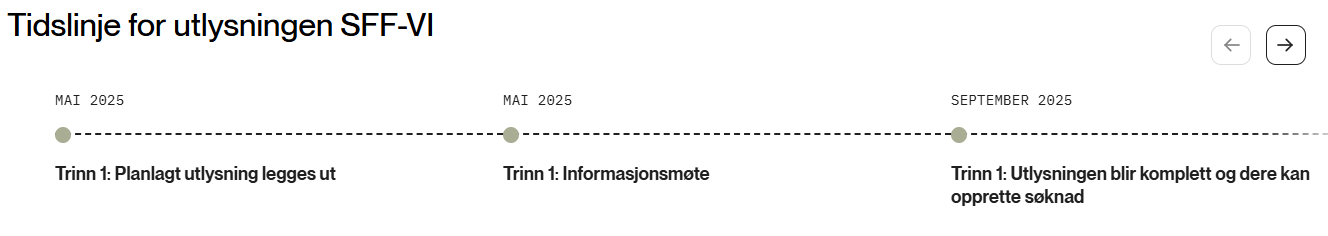 Tidslinje for utlysningen SFF-VI
MAI 2025
MAI 2025
SEPTEMBER 2025
Trinn 1: Planlagt utlysning legges ut
Trinn 1: Informasjonsmøte
Trinn 1: Utlysningen blir komplett og dere kan
opprette søknad